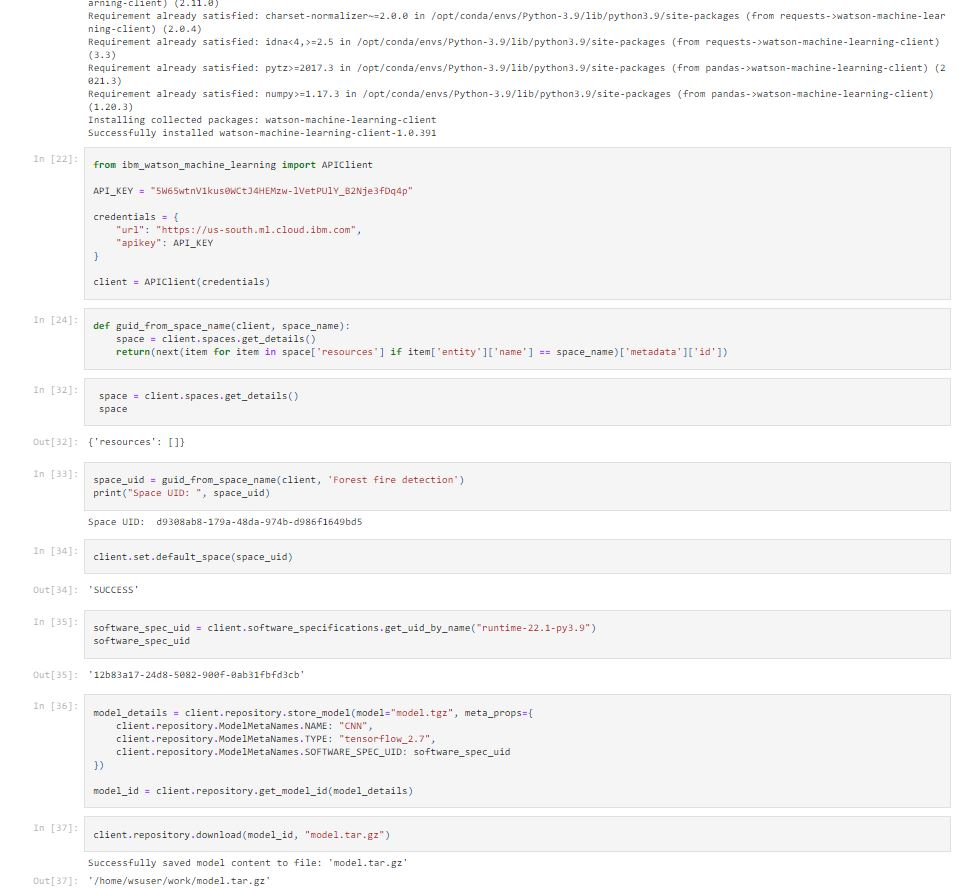 arning-client) (2.11.0)
Requirement already satisfied: charset-normalizer~=2.0.0 in /opt/conda/envs/Python-3.9/lib/python3.9/site-packages (from requests->watson-machine-lear
ning-client) (2.0.4)
Requirement already satisfied: idna<4,>=2.5 in /opt/conda/envs/Python-3.9/lib/python3.9/site-packages (from requests->watson-machine-learning-client)
(3.3)
Requirement already satisfied: pytz>=2017.3 in /opt/conda/envs/Python-3.9/lib/python3.9/site-packages (from pandas->watson-machine-learning-client) (2
021.3)
Requirement already satisfied: numpy>=1.17.3 in /opt/conda/envs/Python-3.9/lib/python3.9/site-packages (from pandas->watson-machine-learning-client)
(1.20.3)
Installing collected packages: watson-machine-learning-client
Successfully installed watson-machine-learning-client-1.0.391
In [22]:
from ibm_watson_machine_learning import APIClient
API_KEY = "5W65wtnV1kus0WCtJ4HEMzw-lVetPUlY_B2Nje3fDq4p"
credentials = {
"url": "https://us-south.ml.cloud.ibm.com",
"apikey": API_KEY
}
client = APIClient(credentials)
In [24]:
def guid_from_space_name(client, space_name):
space = client.spaces.get_details()
return(next(item for item in space['resources'] if item['entity']['name'] == space_name)['metadata']['id'])
In [32]:
space = client.spaces.get_details()
space
Out[32]: {'resources': []}
In [33]:
space_uid = guid_from_space_name(client, 'Forest fire detection')
print("Space UID: ", space_uid)
Space UID:  d9308ab8-179a-48da-974b-d986f1649bd5
In [34]:
client.set.default_space(space_uid)
Out[34]: 'SUCCESS'
In [35]:
software_spec_uid = client.software_specifications.get_uid_by_name("runtime-22.1-py3.9")
software_spec_uid
Out[35]: '12b83a17-24d8-5082-900f-0ab31fbfd3cb'
In [36]:
model_details = client.repository.store_model(model="model.tgz", meta_props={
client.repository.ModelMetaNames.NAME: "CNN",
client.repository.ModelMetaNames.TYPE: "tensorflow_2.7",
client.repository.ModelMetaNames.SOFTWARE_SPEC_UID: software_spec_uid
})
model_id = client.repository.get_model_id(model_details)
In [37]:
client.repository.download(model_id, "model.tar.gz")
Successfully saved model content to file: 'model.tar.gz'
Out[37]: '/home/wsuser/work/model.tar.gz'